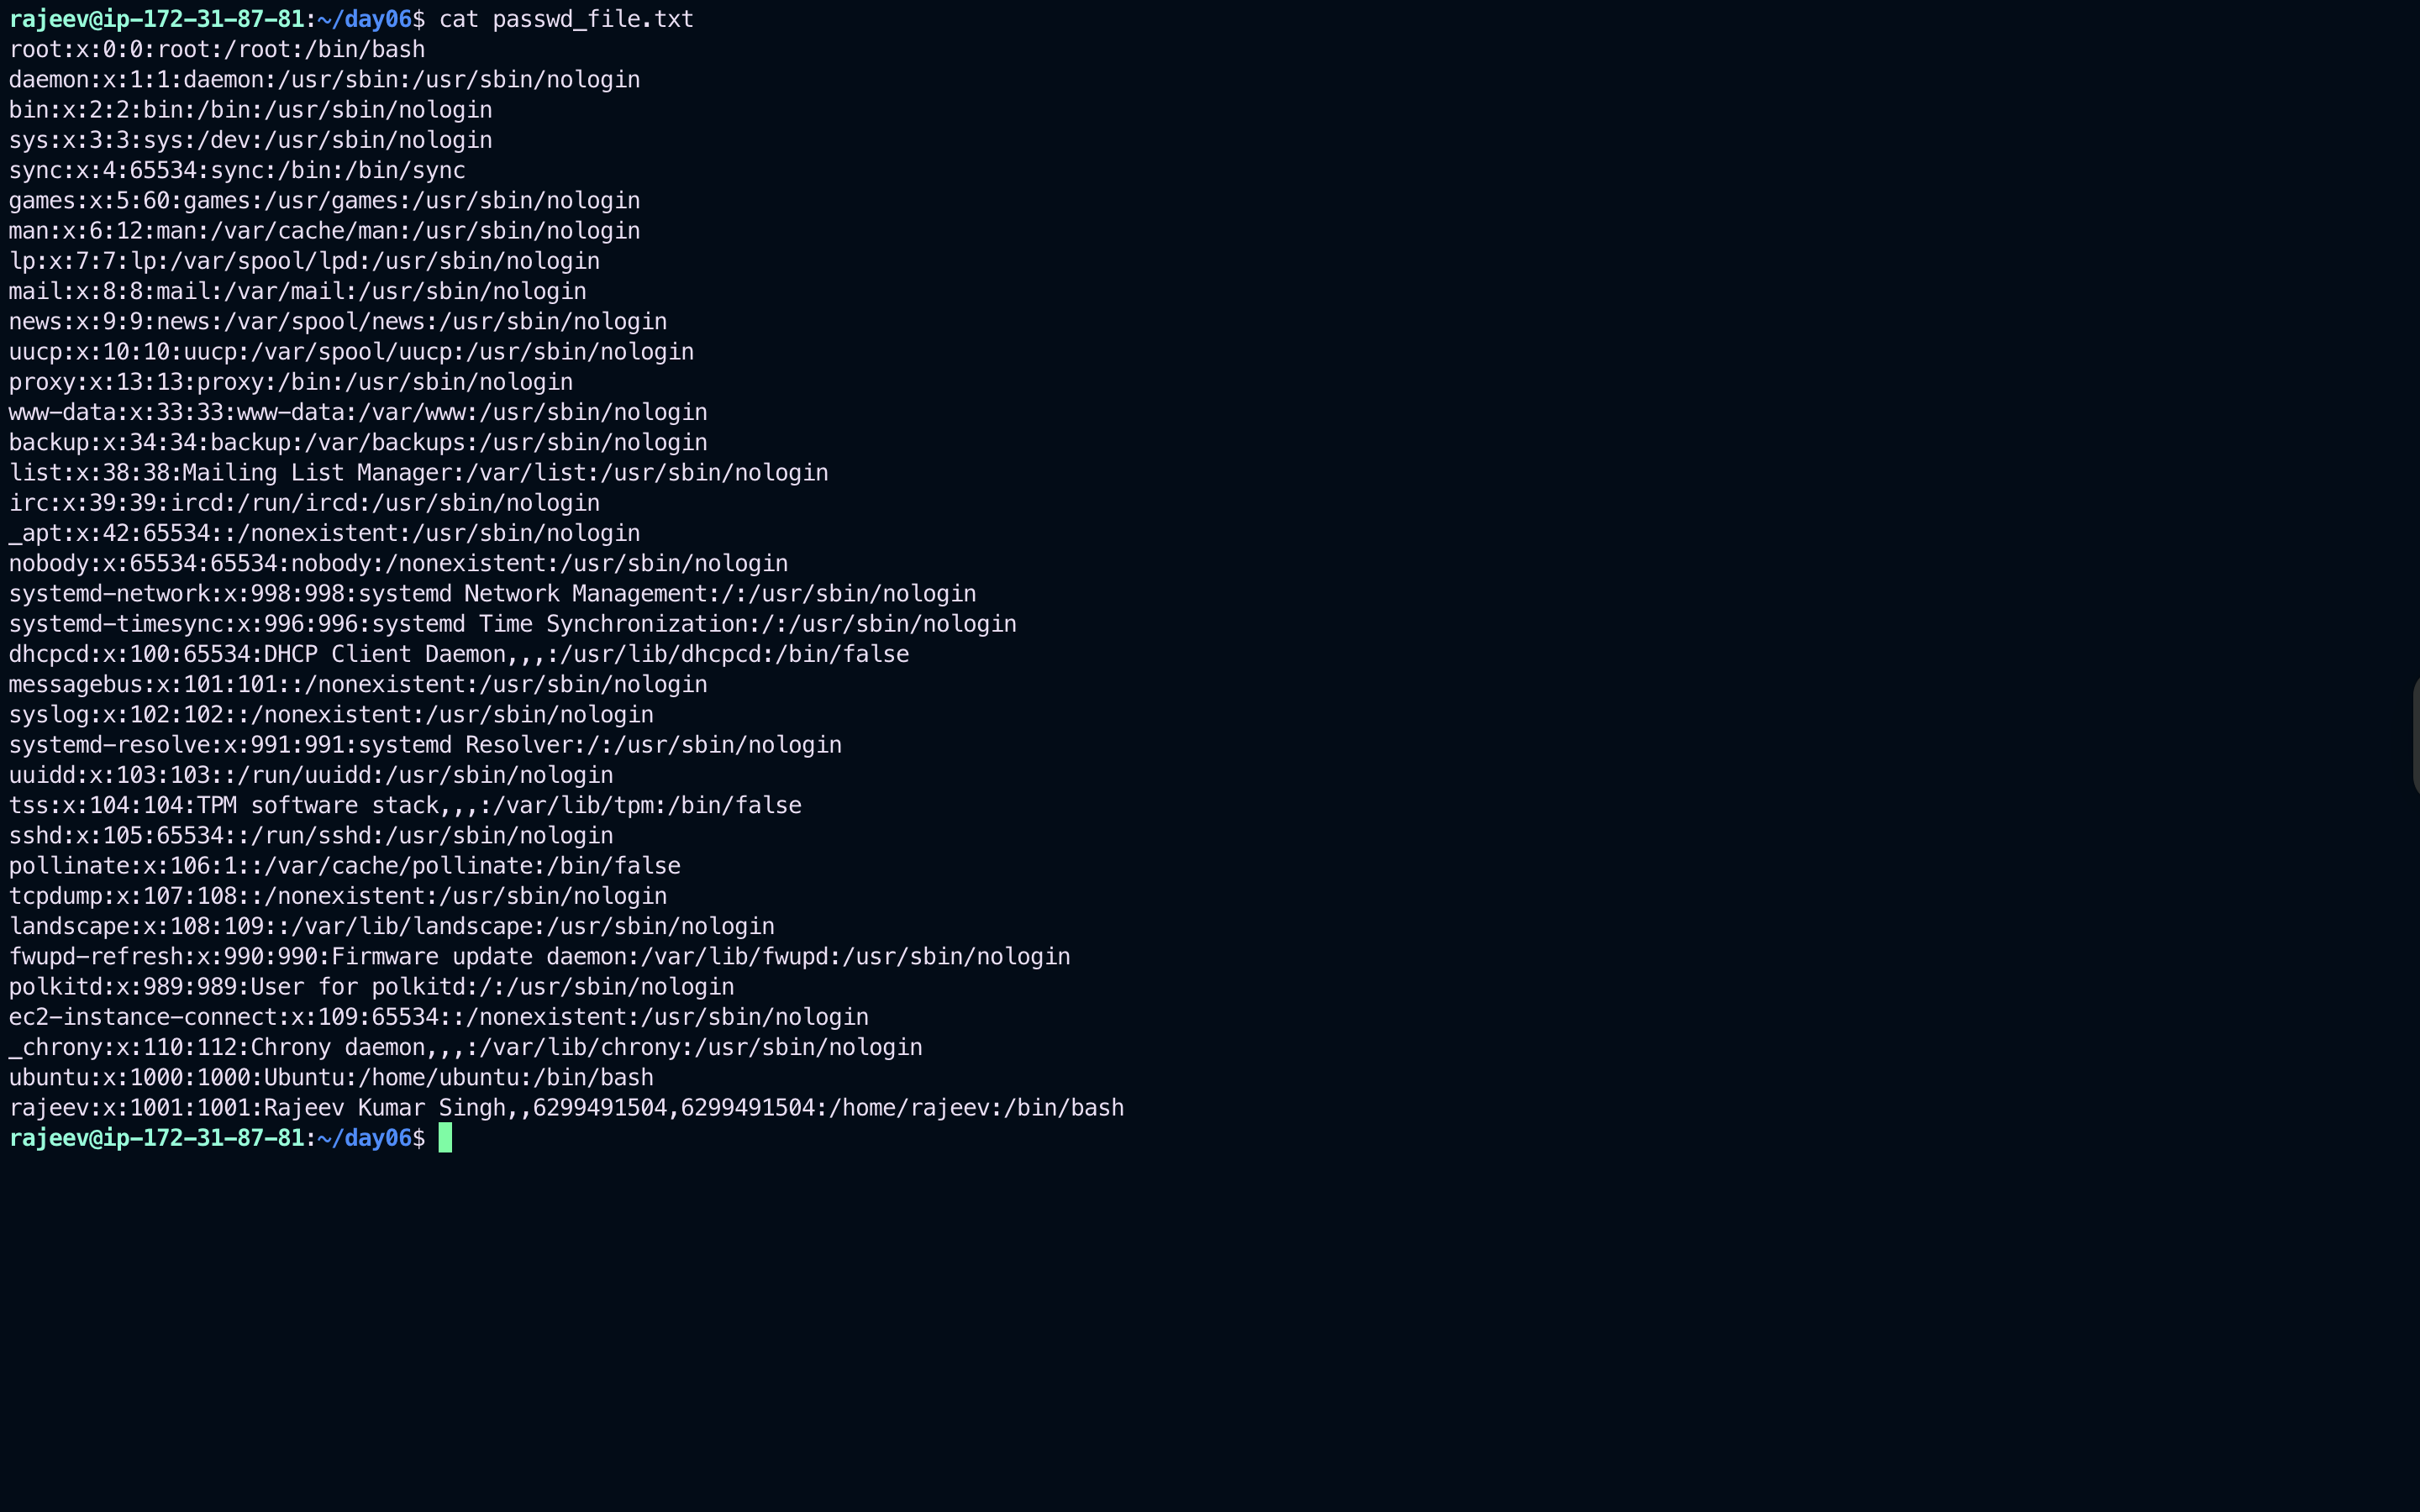 rajeev@ip-172-31-87-81:~/day06$ cat passwd_file.txt
root:x:0:0:root:/root:/bin/bash
daemon:x:1:1:daemon:/usr/sbin:/usr/sbin/nologin
bin:x:2:2:bin:/bin:/usr/sbin/nologin
sys:x:3:3:sys:/dev:/usr/sbin/nologin
sync:x:4:65534:sync:/bin:/bin/sync
games:x:5:60:games:/usr/games:/usr/sbin/nologin
man:x:6:12:man:/var/cache/man:/usr/sbin/nologin
lp:x:7:7:lp:/var/spool/lpd:/usr/sbin/nologin
mail:x:8:8:mail:/var/mail:/usr/sbin/nologin
news:x:9:9:news:/var/spool/news:/usr/sbin/nologin
uucp:x:10:10:uucp:/var/spool/uucp:/usr/sbin/nologin
proxy:x:13:13:proxy:/bin:/usr/sbin/nologin
www-data:x:33:33:www-data:/var/www:/usr/sbin/nologin
backup:x:34:34:backup:/var/backups:/usr/sbin/nologin
list:x:38:38:Mailing List Manager:/var/list:/usr/sbin/nologin
irc:x:39:39:ircd:/run/ircd:/usr/sbin/nologin
_apt:x:42:65534::/nonexistent:/usr/sbin/nologin
nobody:x:65534:65534:nobody:/nonexistent:/usr/sbin/nologin
systemd-network:x:998:998:systemd Network Management:/:/usr/sbin/nologin
systemd-timesync:x:996:996:systemd Time Synchronization:/:/usr/sbin/nologin
dhcpcd:x:100:65534:DHCP Client Daemon,,,:/usr/lib/dhcpcd:/bin/false
messagebus:x:101:101::/nonexistent:/usr/sbin/nologin
syslog:x:102:102::/nonexistent:/usr/sbin/nologin
systemd-resolve:x:991:991:systemd Resolver:/:/usr/sbin/nologin
uuidd:x:103:103::/run/uuidd:/usr/sbin/nologin
tss:x:104:104:TPM software stack,,,:/var/lib/tpm:/bin/false
sshd:x:105:65534::/run/sshd:/usr/sbin/nologin
pollinate:x:106:1::/var/cache/pollinate:/bin/false
tcpdump:x:107:108::/nonexistent:/usr/sbin/nologin
landscape:x:108:109::/var/lib/landscape:/usr/sbin/nologin
fwupd-refresh:x:990:990:Firmware update daemon:/var/lib/fwupd:/usr/sbin/nologin
polkitd:x:989:989:User for polkitd:/:/usr/sbin/nologin
ec2-instance-connect:x:109:65534::/nonexistent:/usr/sbin/nologin
_chrony:x:110:112:Chrony daemon,,,:/var/lib/chrony:/usr/sbin/nologin
ubuntu:x:1000:1000:Ubuntu:/home/ubuntu:/bin/bash
rajeev:x:1001:1001:Rajeev Kumar Singh,,6299491504,6299491504:/home/rajeev:/bin/bash
rajeev@ip-172-31-87-81:~/day06$